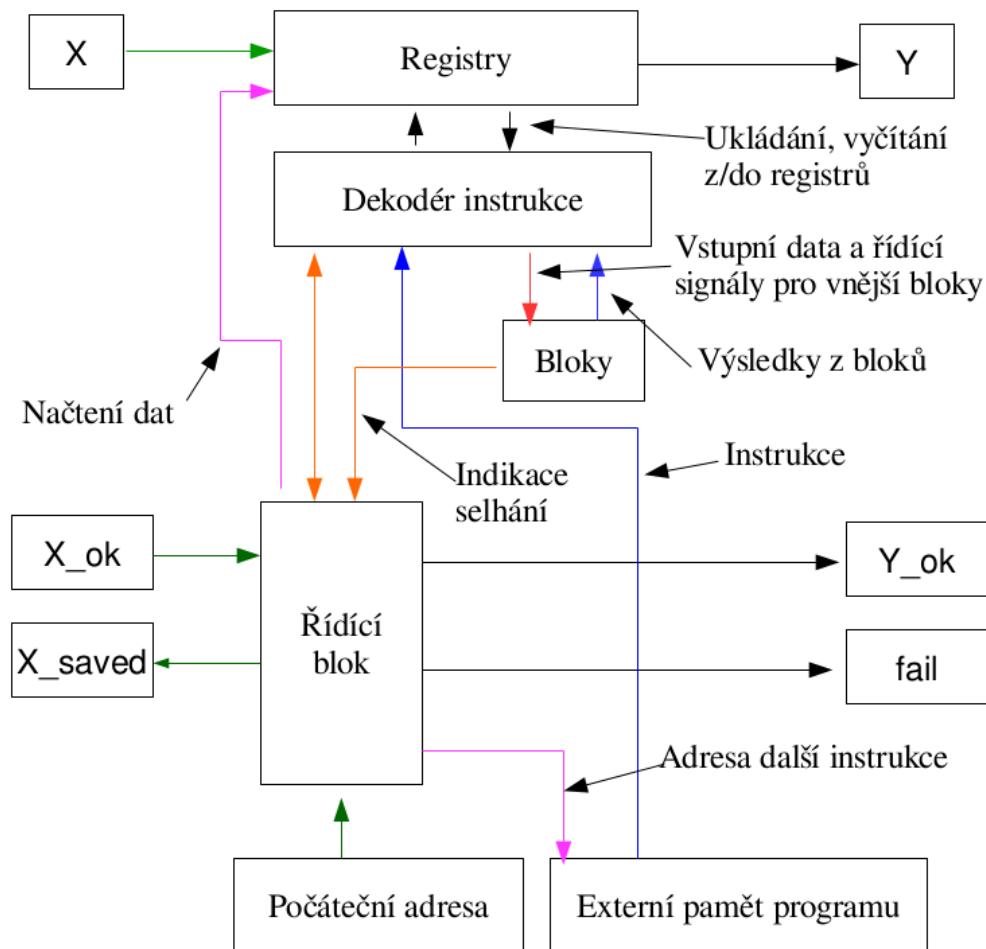 X
Registry
Y
Ukládání, vyčítání
z/do registrů
Dekodér instrukce
Vstupní data a řídící
signály pro vnější bloky
Bloky
Výsledky z bloků
Načtení dat
Instrukce
Indikace
selhání
X_ok
Y_ok
Řídící
blok
X_saved
fail
Adresa další instrukce
Počáteční adresa
Externí pamět programu